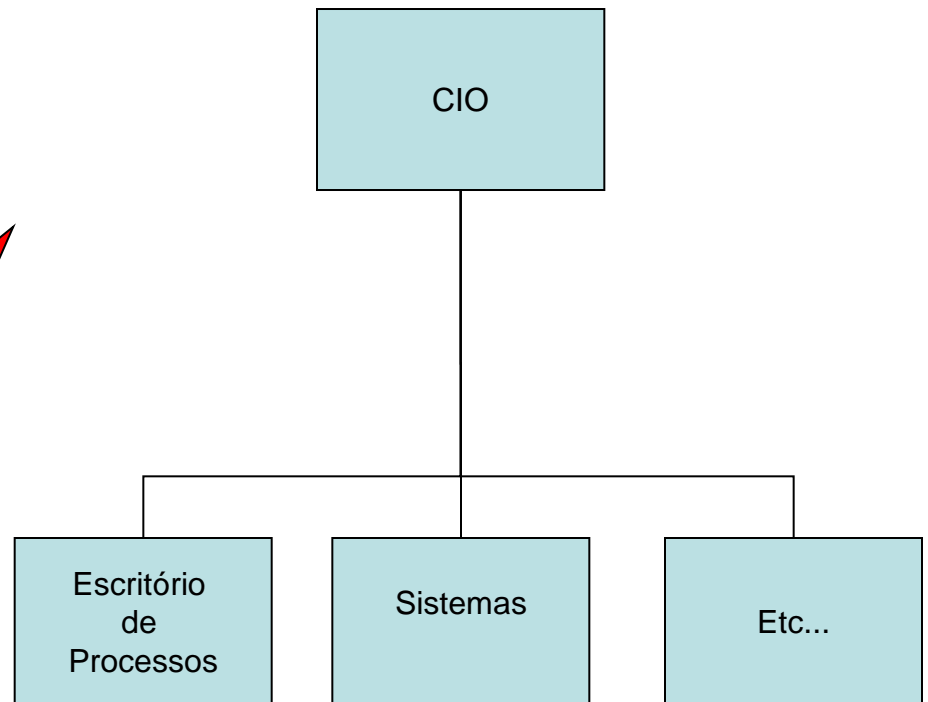 CIO
Escritório
de
Processos
Sistemas
Etc...